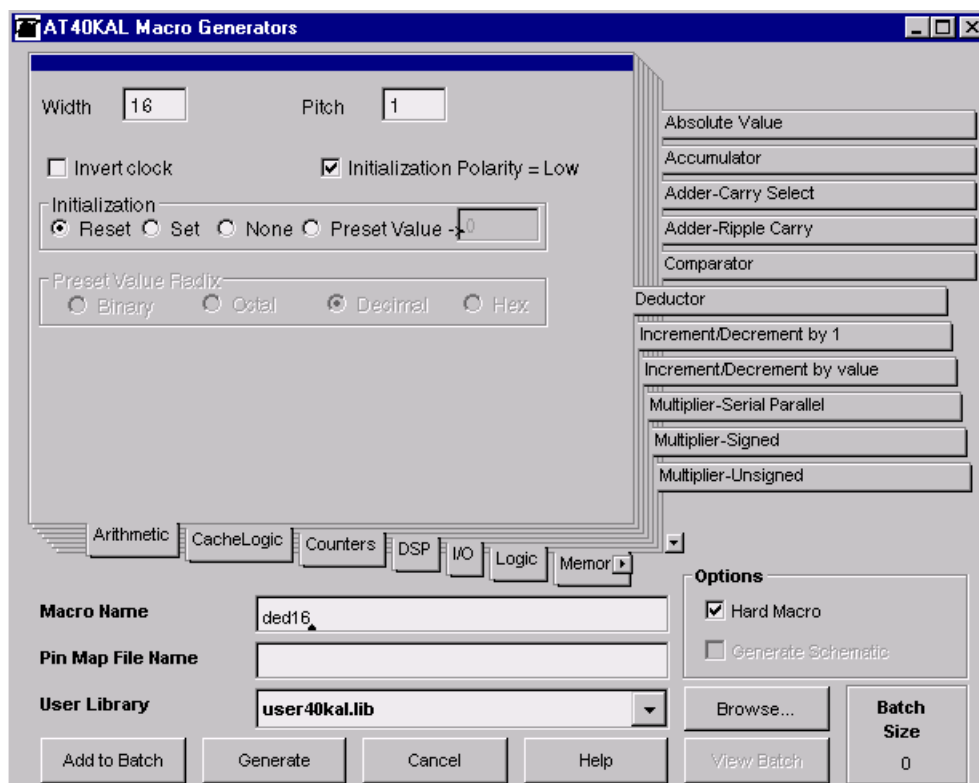 AT40KAL Macro Generators
Width 16 Pitch 1
Invert clock Initialization Polarity = Low
Initialization
Reset Set None Preset Value -> 0
Preset Value Radix
Binary Octal Decimal Hex
Absolute Value
Accumulator
Adder-Carry Select
Adder-Ripple Carry
Comparator
Deductor
Increment/Decrement by 1
Increment/Decrement by value
Multiplier-Serial Parallel
Multiplier-Signed
Multiplier-Unsigned
Arithmetic CacheLogic Counters DSP I/O Logic Memor
Macro Name ded16
Pin Map File Name
User Library user40kal.lib
Options
Hard Macro
Generate Schematic
Browse...
Batch
Size
0
Add to Batch Generate Cancel Help View Batch